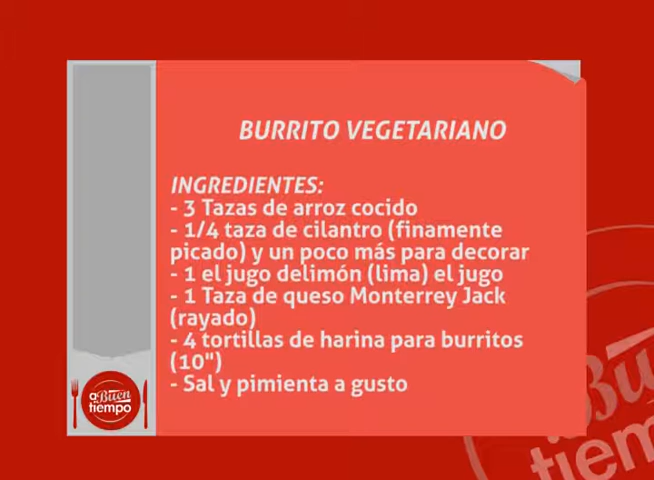 BURRITO VEGETARIANO
INGREDIENTES:
- 3 Tazas de arroz cocido
- 1/4 taza de cilantro (finamente
picado) y un poco más para decorar
- 1 el jugo delimón (lima) el jugo
- 1 Taza de queso Monterrey Jack
(rayado)
- 4 tortillas de harina para burritos
(10")
- Sal y pimienta a gusto
a Buen
tiempo
a Buen
tiempo